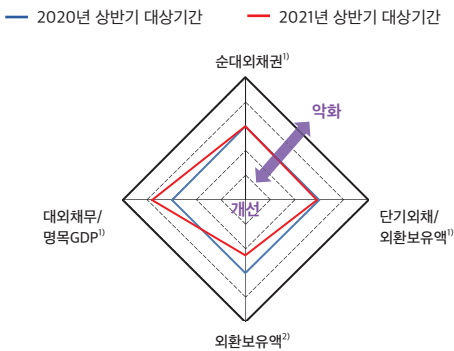 2020년 상반기 대상기간 2021년 상반기 대상기간
순대외채권1)
악화
개선
대외채무/
명목GDP1)
단기외채/
외환보유액1)
외환보유액2)